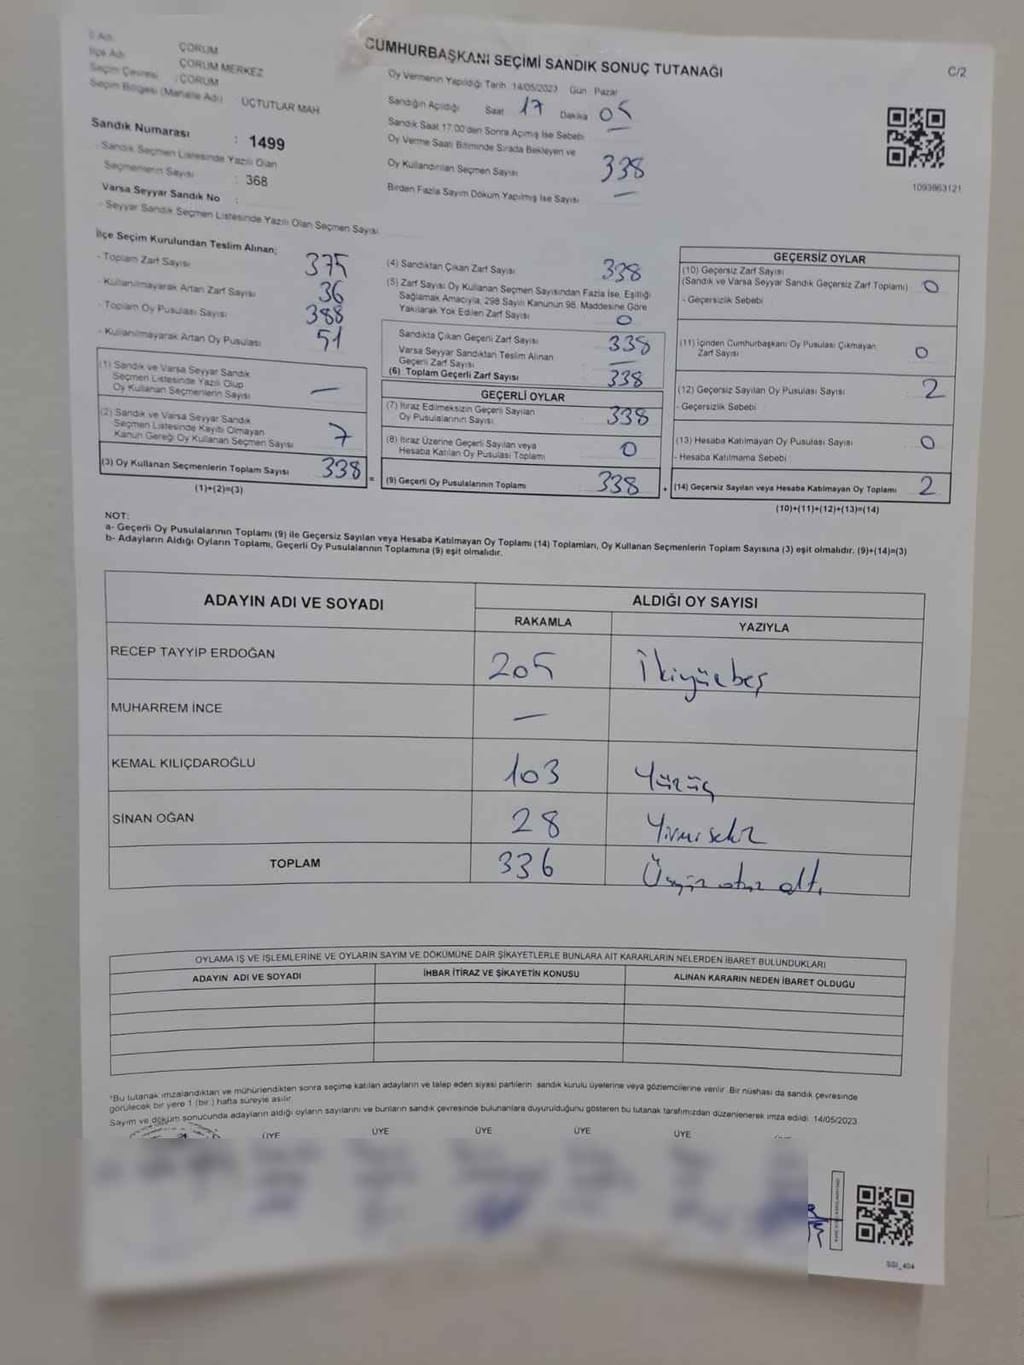 CUMHURBAŞKANI SEÇİMİ SANDIK SONUÇ TUTANAĞI
C/2
İl Adı ÇORUM
İlçe Adı ÇORUM MERKEZ
Seçim Çevresi : ÇORUM
Seçim Bölgesi (Mahalle Adı) ÜÇTUTLAR MAH
Sandık Numarası : 1499
- Sandık Seçmen Listesinde Yazılı Olan
Seçmenlerin Sayısı : 368
Varsa Seyyar Sandık No :
- Seyyar Sandık Seçmen Listesinde Yazılı Olan Seçmen Sayısı
Oy Vermenin Yapıldığı Tarih 14/05/2023 Gün Pazar
Sandığın Açıldığı Saat 17 Dakika 05
Sandık Saat 17:00'den Sonra Açımış İse Sebebi —
Oy Verme Saati Bitiminde Sırada Bekleyen ve
Oy Kullandırılan Seçmen Sayısı 338
Birden Fazla Sayım Döküm Yapılmış İse Sayısı —
1093863121
İlçe Seçim Kurulundan Teslim Alınan;
- Toplam Zarf Sayısı 375
- Kullanılmayarak Artan Zarf Sayısı 36
- Toplam Oy Pusulası Sayısı 388
- Kullanılmayarak Artan Oy Pusulası 51
(1) Sandık ve Varsa Seyyar Sandık
Seçmen Listesinde Yazılı Olup
Oy Kullanan Seçmenlerin Sayısı —
(2) Sandık ve Varsa Seyyar Sandık
Seçmen Listesinde Kayıtlı Olmayan
Kanun Gereği Oy Kullanan Seçmen Sayısı 7
(3) Oy Kullanan Seçmenlerin Toplam Sayısı 338 =
(1)+(2)=(3)
(4) Sandıktan Çıkan Zarf Sayısı 338
(5) Zarf Sayısı Oy Kullanan Seçmen Sayısından Fazla İse, Eşitliği
Sağlamak Amacıyla, 298 Sayılı Kanunun 98. Maddesine Göre
Yakılarak Yok Edilen Zarf Sayısı 0
Sandıkta Çıkan Geçerli Zarf Sayısı 338
Varsa Seyyar Sandıktan Teslim Alınan
Geçerli Zarf Sayısı
(6) Toplam Geçerli Zarf Sayısı 338
GEÇERLİ OYLAR
(7) İtiraz Edilmeksizin Geçerli Sayılan
Oy Pusulalarının Sayısı 338
(8) İtiraz Üzerine Geçerli Sayılan veya
Hesaba Katılan Oy Pusulası Toplamı 0
(9) Geçerli Oy Pusulalarının Toplamı 338 +
GEÇERSİZ OYLAR
(10) Geçersiz Zarf Sayısı
(Sandık ve Varsa Seyyar Sandık Geçersiz Zarf Toplamı) 0
- Geçersizlik Sebebi
(11) İçinden Cumhurbaşkanı Oy Pusulası Çıkmayan
Zarf Sayısı 0
(12) Geçersiz Sayılan Oy Pusulası Sayısı 2
- Geçersizlik Sebebi
(13) Hesaba Katılmayan Oy Pusulası Sayısı 0
- Hesaba Katılmama Sebebi
(14) Geçersiz Sayılan veya Hesaba Katılmayan Oy Toplamı 2
(10)+(11)+(12)+(13)=(14)
NOT:
a- Geçerli Oy Pusulalarının Toplamı (9) ile Geçersiz Sayılan veya Hesaba Katılmayan Oy Toplamı (14) Toplamları, Oy Kullanan Seçmenlerin Toplam Sayısına (3) eşit olmalıdır. (9)+(14)=(3)
b- Adayların Aldığı Oyların Toplamı, Geçerli Oy Pusulalarının Toplamına (9) eşit olmalıdır.
ADAYIN ADI VE SOYADI ALDIĞI OY SAYISI
RAKAMLA YAZIYLA
RECEP TAYYİP ERDOĞAN 205 İkiyüzbeş
MUHARREM İNCE —
KEMAL KILIÇDAROĞLU 103 Yüzüç
SİNAN OĞAN 28 Yirmisekiz
TOPLAM 336 Üçyüz otuz altı
OYLAMA İŞ VE İŞLEMLERİNE VE OYLARIN SAYIM VE DÖKÜMÜNE DAİR ŞİKAYETLERLE BUNLARA AİT KARARLARIN NELERDEN İBARET BULUNDUKLARI
ADAYIN ADI VE SOYADI İHBAR İTİRAZ VE ŞİKAYETİN KONUSU ALINAN KARARIN NEDEN İBARET OLDUĞU
*Bu tutanak imzalandıktan ve mühürlendikten sonra seçime katılan adayların ve talep eden siyasi partilerin sandık kurulu üyelerine veya gözlemcilerine verilir. Bir nüshası da sandık çevresinde
görülecek bir yere 1 (bir) hafta süreyle asılır.
Sayım ve döküm sonucunda adayların aldığı oyların sayılarını ve bunların sandık çevresinde bulunanlara duyurulduğunu gösteren bu tutanak tarafımızdan düzenlenerek imza edildi. 14/05/2023
ÜYE ÜYE ÜYE ÜYE ÜYE